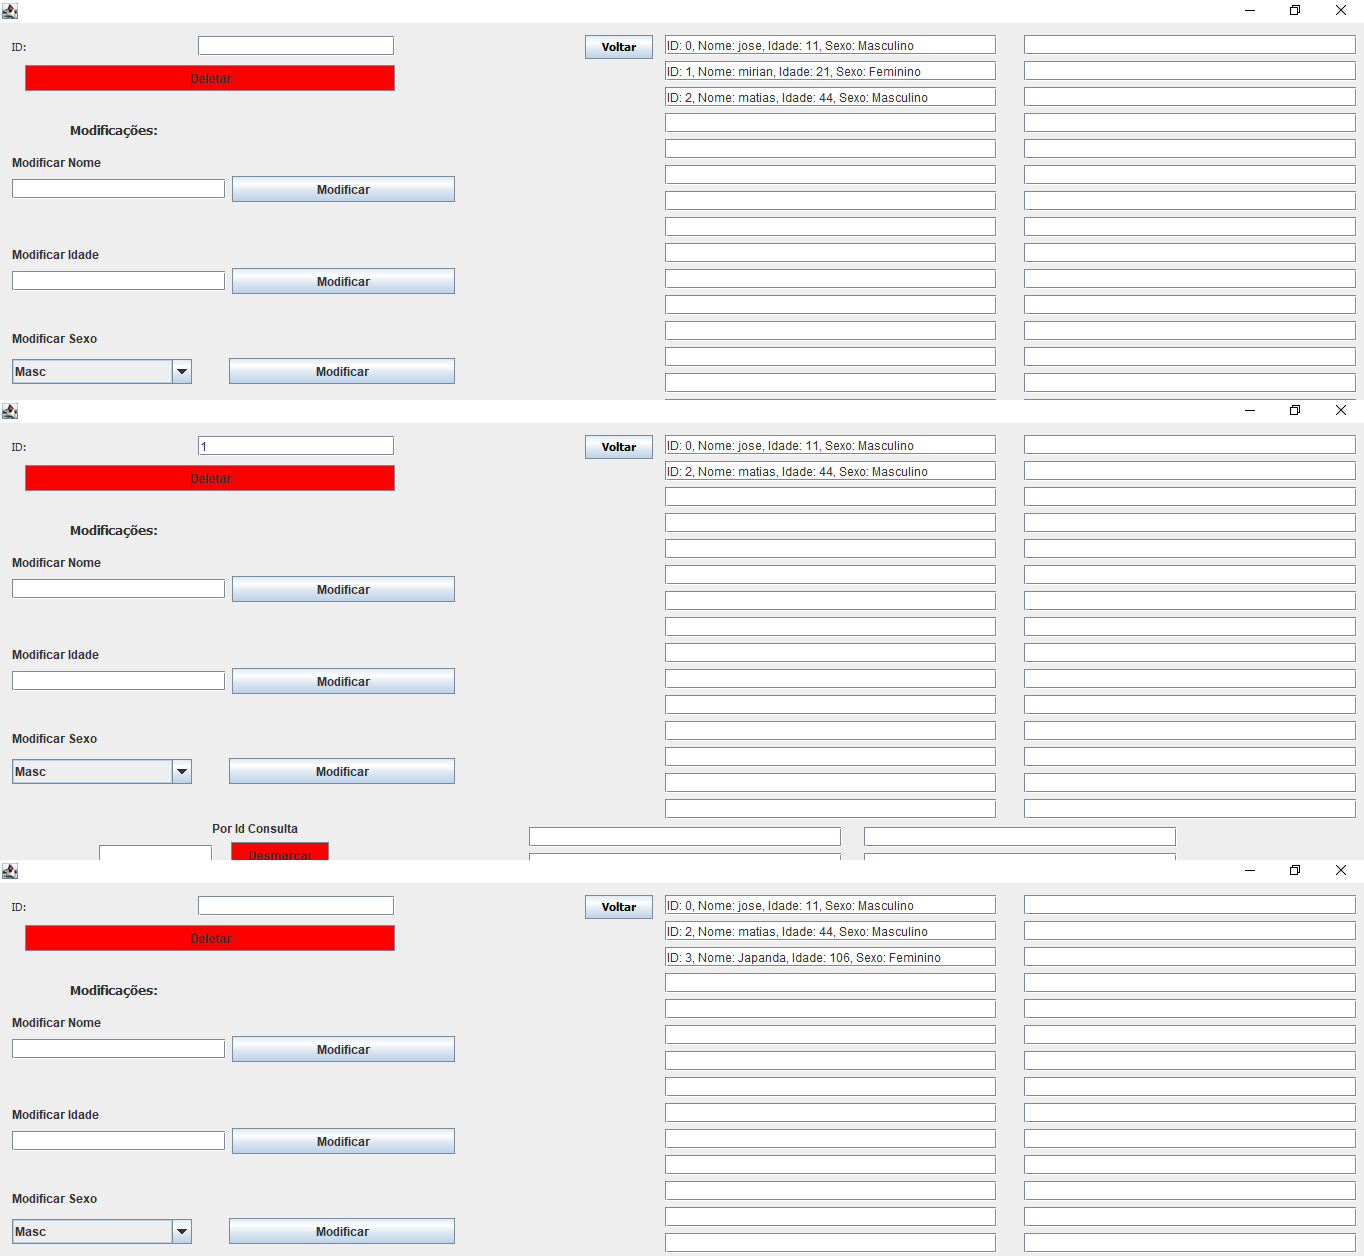 ID:
Deletar
Modificações:
Modificar Nome
Modificar
Modificar Idade
Modificar
Modificar Sexo
Masc
Modificar
Voltar
ID: 0, Nome: jose, Idade: 11, Sexo: Masculino
ID: 1, Nome: mirian, Idade: 21, Sexo: Feminino
ID: 2, Nome: matias, Idade: 44, Sexo: Masculino
ID:
1
Deletar
Modificações:
Modificar Nome
Modificar
Modificar Idade
Modificar
Modificar Sexo
Masc
Modificar
Por Id Consulta
Desmarcar
Voltar
ID: 0, Nome: jose, Idade: 11, Sexo: Masculino
ID: 2, Nome: matias, Idade: 44, Sexo: Masculino
ID:
Deletar
Modificações:
Modificar Nome
Modificar
Modificar Idade
Modificar
Modificar Sexo
Masc
Modificar
Voltar
ID: 0, Nome: jose, Idade: 11, Sexo: Masculino
ID: 2, Nome: matias, Idade: 44, Sexo: Masculino
ID: 3, Nome: Japanda, Idade: 106, Sexo: Feminino